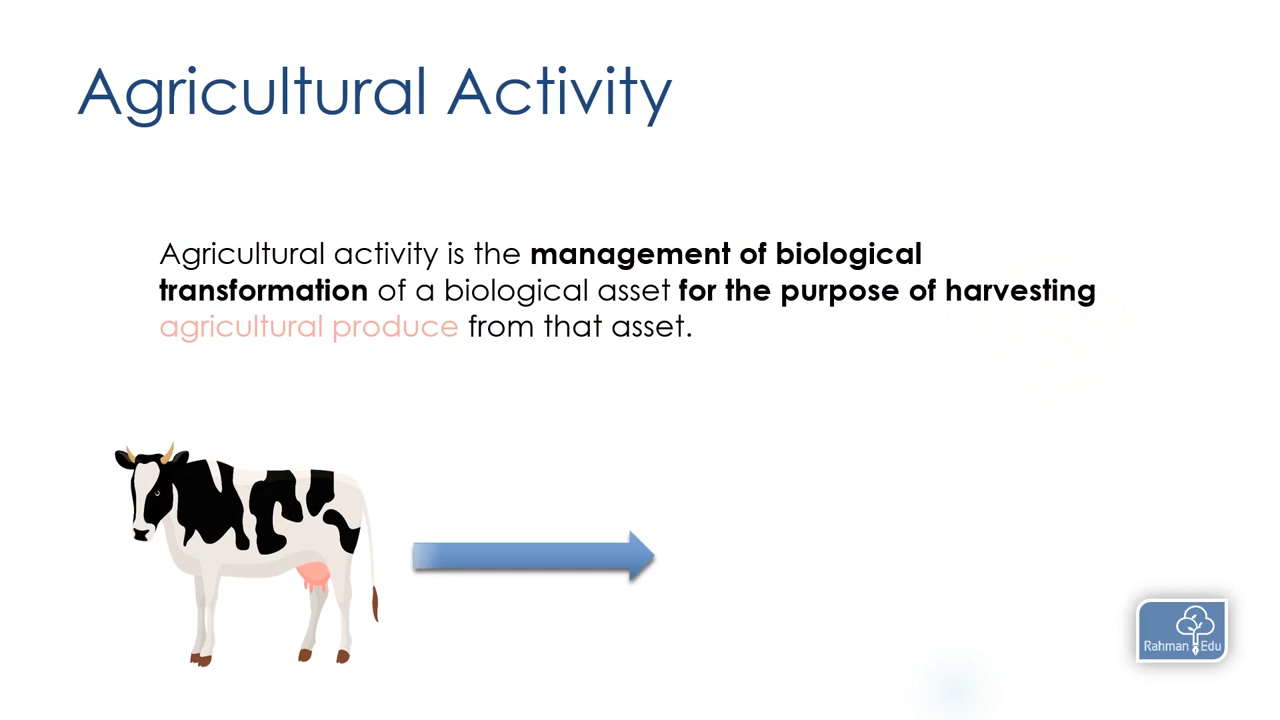 Agricultural Activity
Agricultural activity is the management of biological
transformation of a biological asset for the purpose of harvesting
agricultural produce from that asset.
Rahman Edu